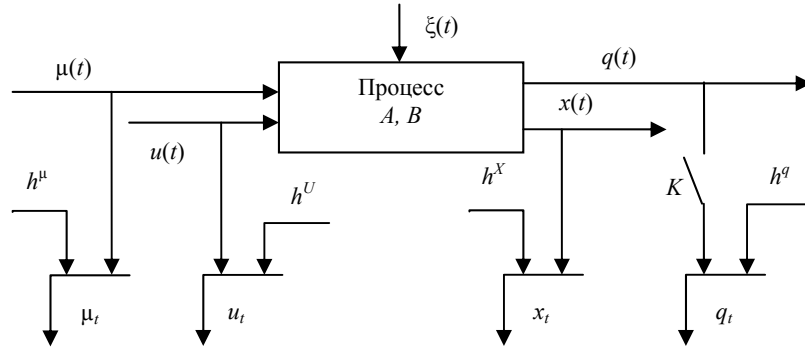 ξ(t)
μ(t)
q(t)
Процесс
A, B
x(t)
u(t)
h^μ
h^U
h^X
K
h^q
μ_t
u_t
x_t
q_t